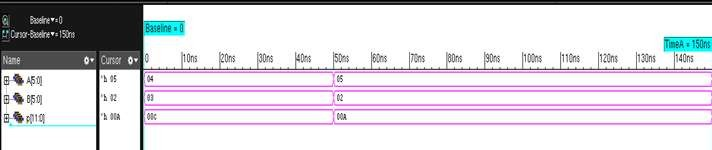 Baseline=0
Cursor-Baseline=150ns
Baseline = 0
TimeA = 150ns
Name Cursor 0 10ns 20ns 30ns 40ns 50ns 60ns 70ns 80ns 90ns 100ns 110ns 120ns 130ns 140ns
A[5:0] 'h 05 04 05
B[5:0] 'h 02 03 02
p[11:0] 'h 00A 00C 00A